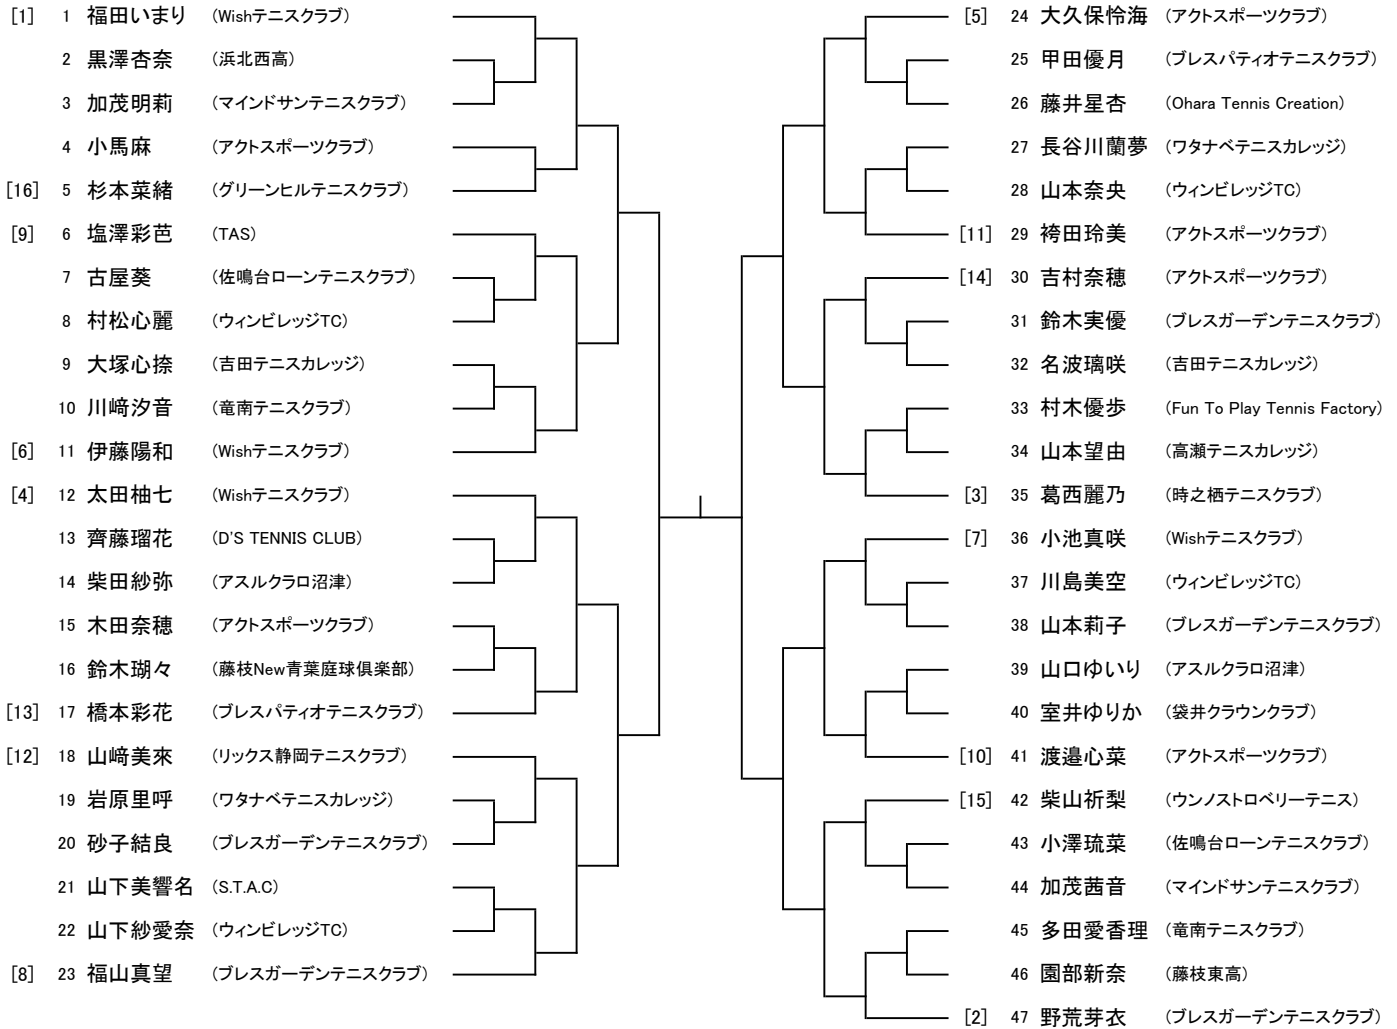 [1] 1 福田いまり (Wishテニスクラブ)
2 黒澤杏奈 (浜北西高)
3 加茂明莉 (マインドサンテニスクラブ)
4 小馬麻 (アクトスポーツクラブ)
[16] 5 杉本菜緒 (グリーンヒルテニスクラブ)
[9] 6 塩澤彩芭 (TAS)
7 古屋葵 (佐鳴台ローンテニスクラブ)
8 村松心麗 (ウィンビレッジTC)
9 大塚心捺 (吉田テニスカレッジ)
10 川﨑汐音 (竜南テニスクラブ)
[6] 11 伊藤陽和 (Wishテニスクラブ)
[4] 12 太田柚七 (Wishテニスクラブ)
13 齊藤瑠花 (D'S TENNIS CLUB)
14 柴田紗弥 (アスルクラロ沼津)
15 木田奈穂 (アクトスポーツクラブ)
16 鈴木瑚々 (藤枝New青葉庭球倶楽部)
[13] 17 橋本彩花 (ブレスパティオテニスクラブ)
[12] 18 山﨑美來 (リックス静岡テニスクラブ)
19 岩原里呼 (ワタナベテニスカレッジ)
20 砂子結良 (ブレスガーデンテニスクラブ)
21 山下美響名 (S.T.A.C)
22 山下紗愛奈 (ウィンビレッジTC)
[8] 23 福山真望 (ブレスガーデンテニスクラブ)
[5] 24 大久保怜海 (アクトスポーツクラブ)
25 甲田優月 (ブレスパティオテニスクラブ)
26 藤井星杏 (Ohara Tennis Creation)
27 長谷川蘭夢 (ワタナベテニスカレッジ)
28 山本奈央 (ウィンビレッジTC)
[11] 29 袴田玲美 (アクトスポーツクラブ)
[14] 30 吉村奈穂 (アクトスポーツクラブ)
31 鈴木実優 (ブレスガーデンテニスクラブ)
32 名波璃咲 (吉田テニスカレッジ)
33 村木優歩 (Fun To Play Tennis Factory)
34 山本望由 (高瀬テニスカレッジ)
[3] 35 葛西麗乃 (時之栖テニスクラブ)
[7] 36 小池真咲 (Wishテニスクラブ)
37 川島美空 (ウィンビレッジTC)
38 山本莉子 (ブレスガーデンテニスクラブ)
39 山口ゆいり (アスルクラロ沼津)
40 室井ゆりか (袋井クラウンクラブ)
[10] 41 渡邉心菜 (アクトスポーツクラブ)
[15] 42 柴山祈梨 (ウンノストロベリーテニス)
43 小澤琉菜 (佐鳴台ローンテニスクラブ)
44 加茂茜音 (マインドサンテニスクラブ)
45 多田愛香理 (竜南テニスクラブ)
46 園部新奈 (藤枝東高)
[2] 47 野荒芽衣 (ブレスガーデンテニスクラブ)